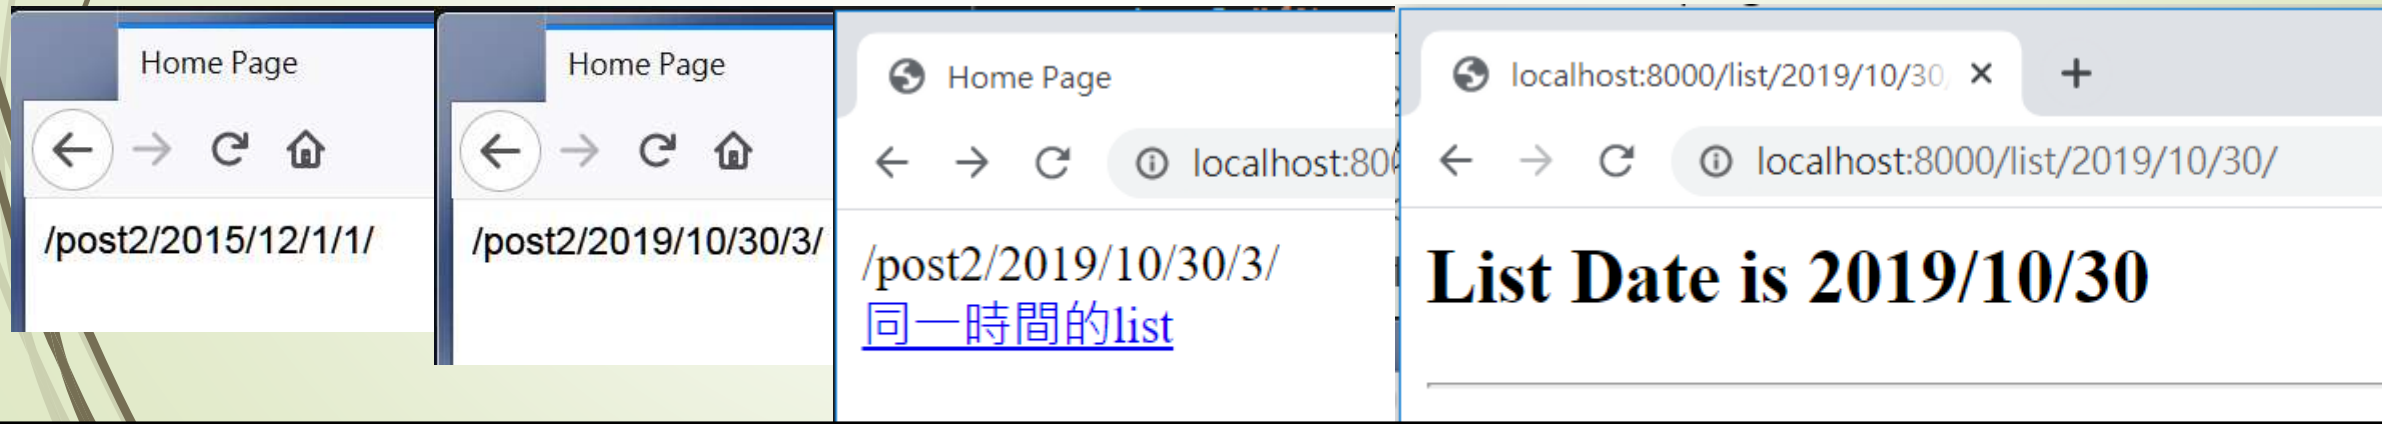 Home Page
/post2/2015/12/1/1/
Home Page
/post2/2019/10/30/3/
Home Page
localhost:80
/post2/2019/10/30/3/
同一時間的list
localhost:8000/list/2019/10/30/
localhost:8000/list/2019/10/30/
List Date is 2019/10/30